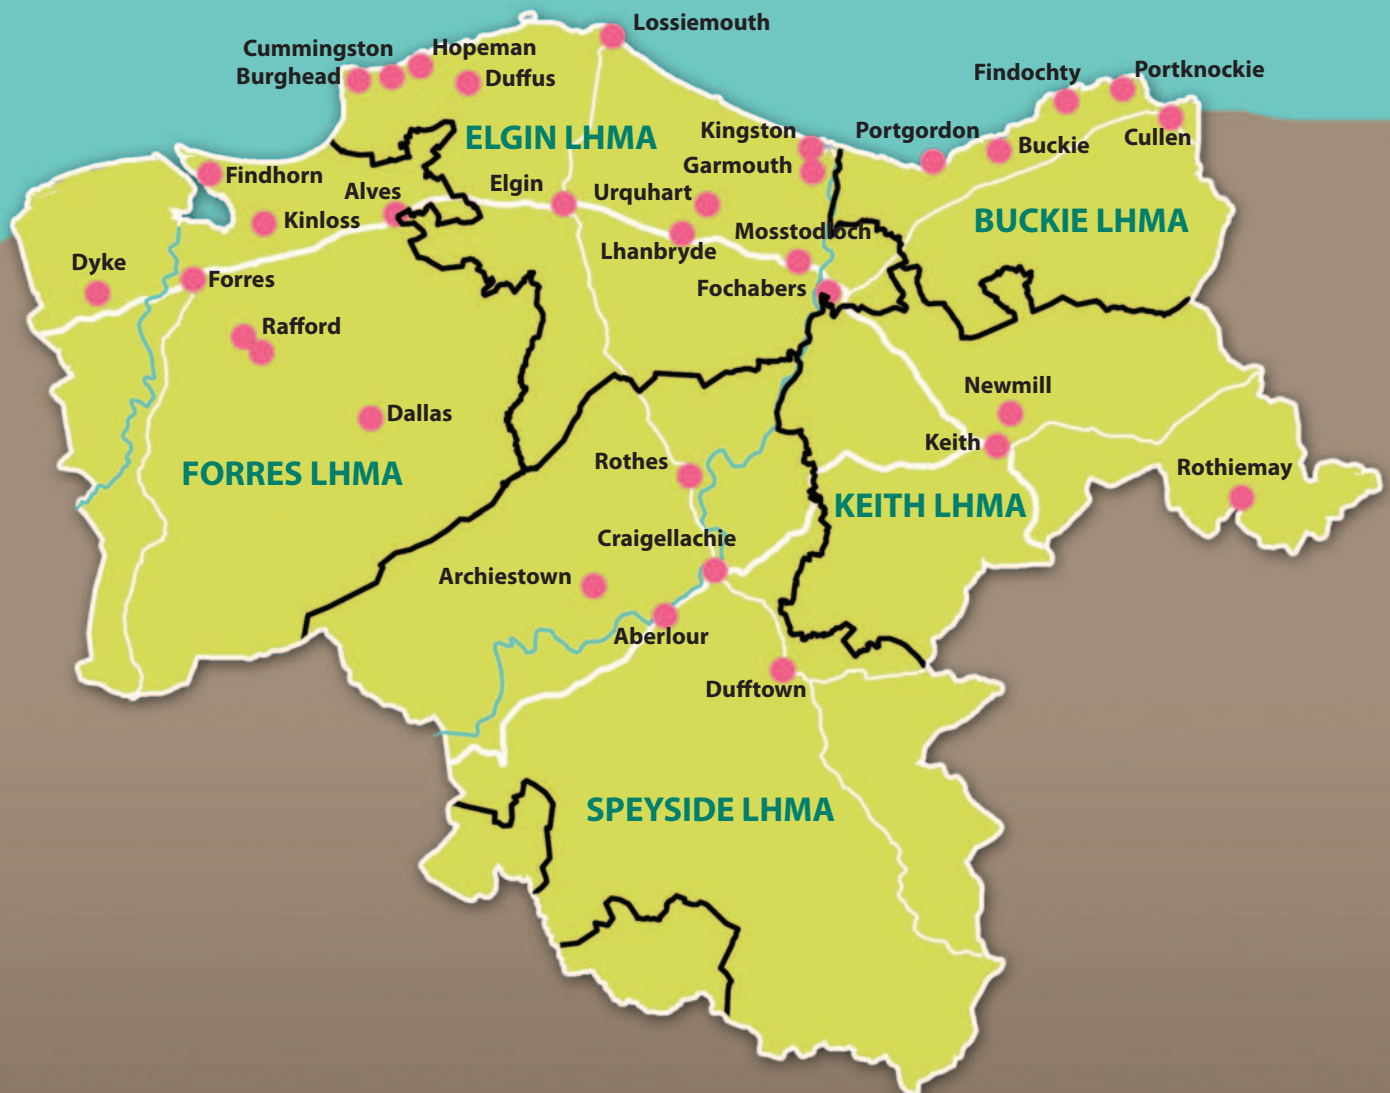 Lossiemouth
Cummingston
Hopeman
Burghead
Duffus
Findochty
Portknockie
ELGIN LHMA
Kingston
Portgordon
Buckie
Cullen
Garmouth
Findhorn
Alves
Elgin
Urquhart
Kinloss
BUCKIE LHMA
Mosstodloch
Lhanbryde
Dyke
Forres
Fochabers
Rafford
Newmill
Dallas
Keith
Rothes
FORRES LHMA
Rothiemay
KEITH LHMA
Craigellachie
Archiestown
Aberlour
Dufftown
SPEYSIDE LHMA